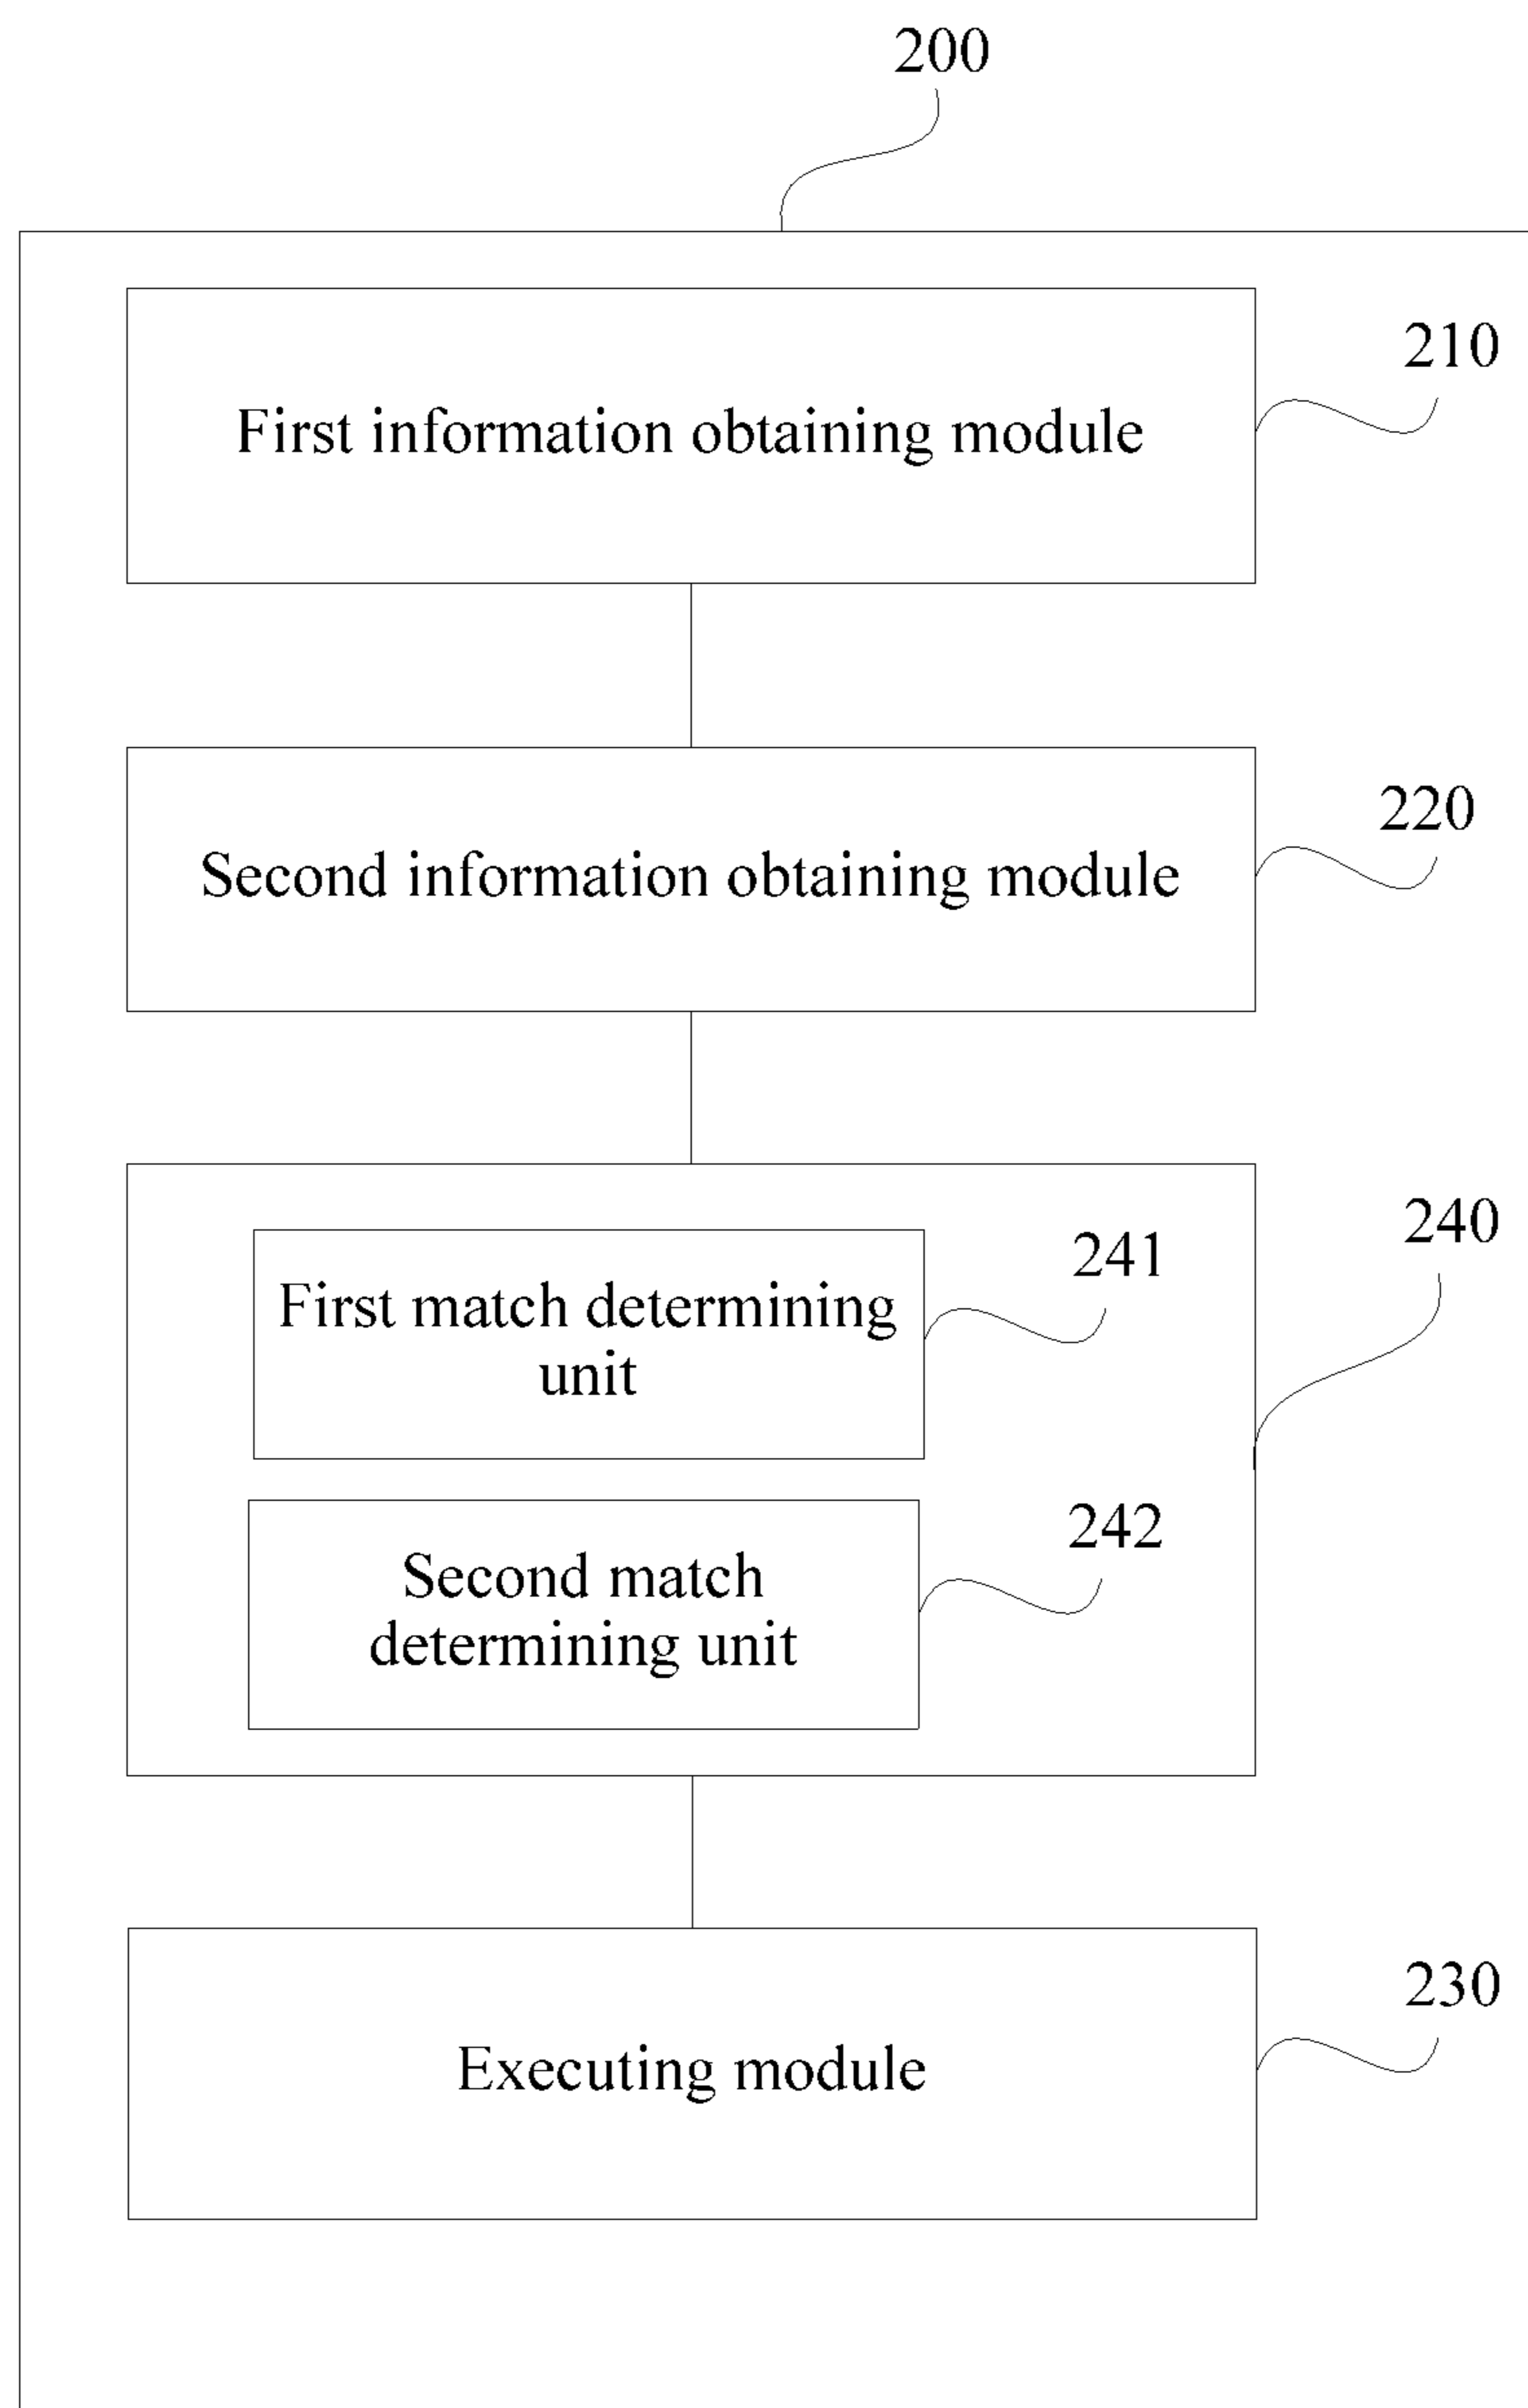 200
First information obtaining module
210
Second information obtaining module
220
240
First match determining
unit
241
Second match
determining unit
242
Executing module
230